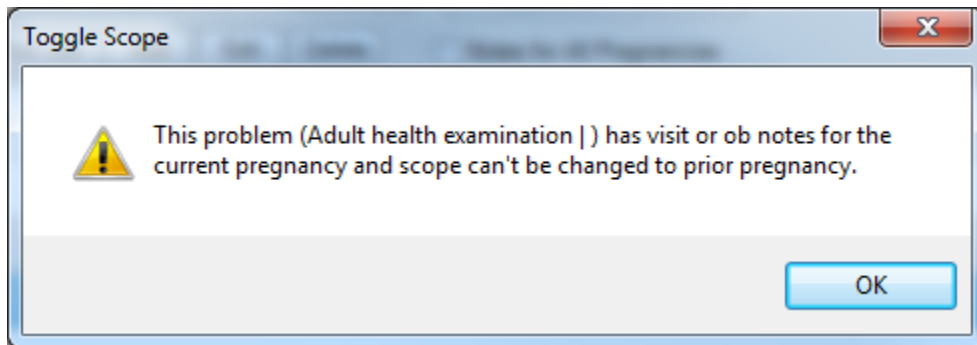 Toggle Scope
This problem (Adult health examination | ) has visit or ob notes for the
current pregnancy and scope can't be changed to prior pregnancy.
OK